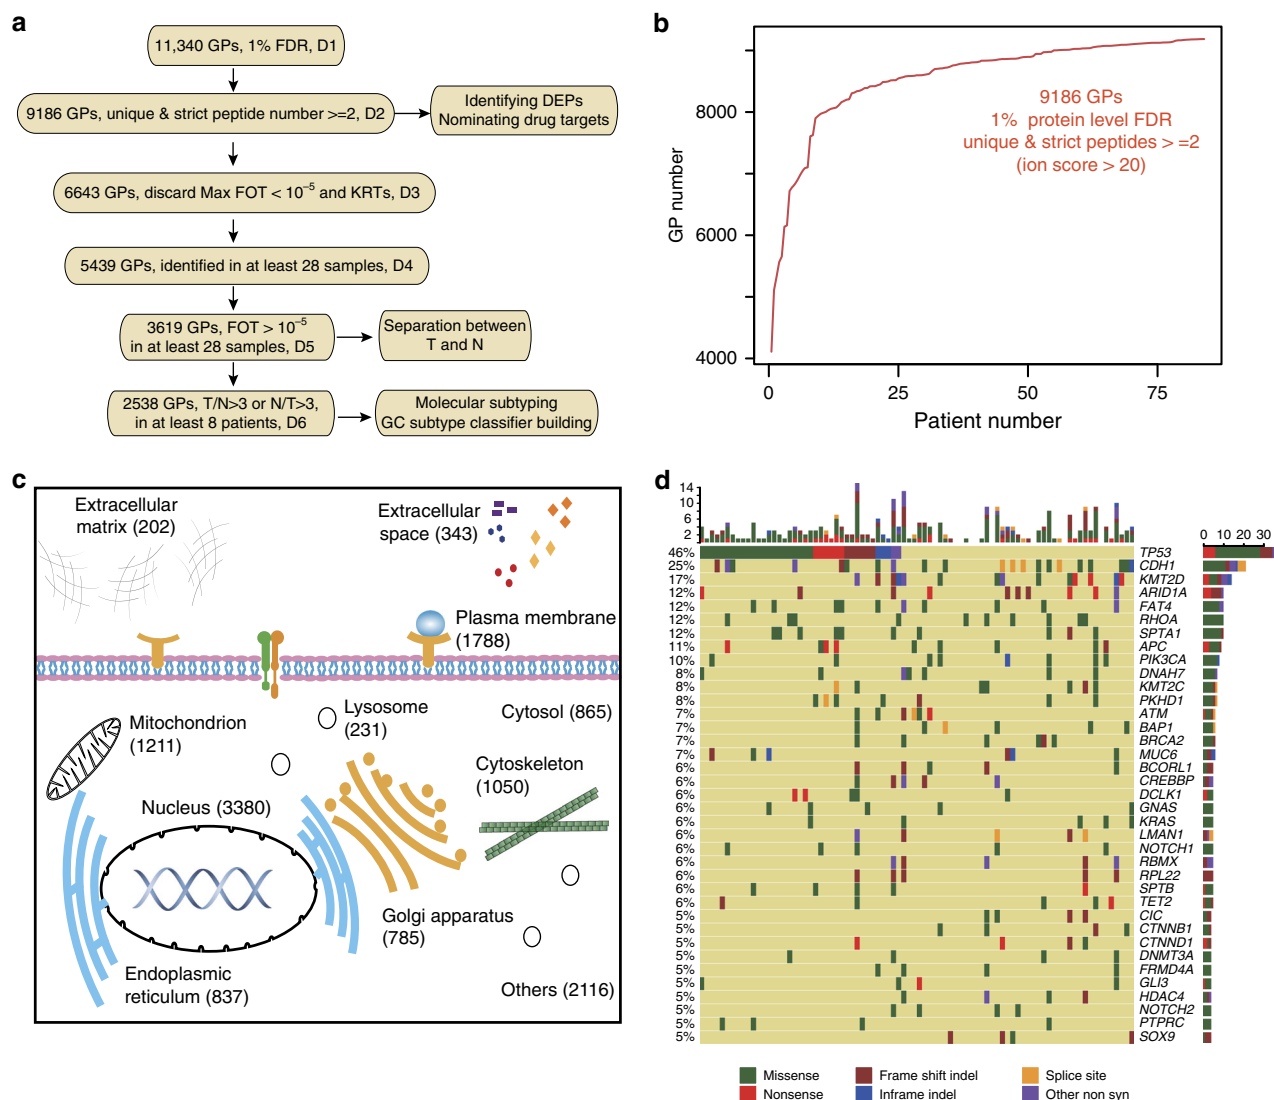 a
11,340 GPs, 1% FDR, D1
9186 GPs, unique & strict peptide number >=2, D2
Identifying DEPs
Nominating drug targets
6643 GPs, discard Max FOT < 10⁻⁵ and KRTs, D3
5439 GPs, identified in at least 28 samples, D4
3619 GPs, FOT > 10⁻⁵
in at least 28 samples, D5
Separation between
T and N
2538 GPs, T/N>3 or N/T>3,
in at least 8 patients, D6
Molecular subtyping
GC subtype classifier building
b
GP number
8000
6000
4000
9186 GPs
1% protein level FDR
unique & strict peptides > =2
(ion score > 20)
0 25 50 75
Patient number
c
Extracellular
matrix (202)
Extracellular
space (343)
Plasma membrane
(1788)
Mitochondrion
(1211)
Lysosome
(231)
Cytosol (865)
Cytoskeleton
(1050)
Nucleus (3380)
Golgi apparatus
(785)
Endoplasmic
reticulum (837)
Others (2116)
d
14
10
6
2
0 10 20 30
46% TP53
25% CDH1
17% KMT2D
12% ARID1A
12% FAT4
12% RHOA
12% SPTA1
11% APC
10% PIK3CA
8% DNAH7
8% KMT2C
8% PKHD1
7% ATM
7% BAP1
7% BRCA2
7% MUC6
6% BCORL1
6% CREBBP
6% DCLK1
6% GNAS
6% KRAS
6% LMAN1
6% NOTCH1
6% RBMX
6% RPL22
6% SPTB
6% TET2
5% CIC
5% CTNNB1
5% CTNND1
5% DNMT3A
5% FRMD4A
5% GLI3
5% HDAC4
5% NOTCH2
5% PTPRC
5% SOX9
Missense
Frame shift indel
Splice site
Nonsense
Inframe indel
Other non syn